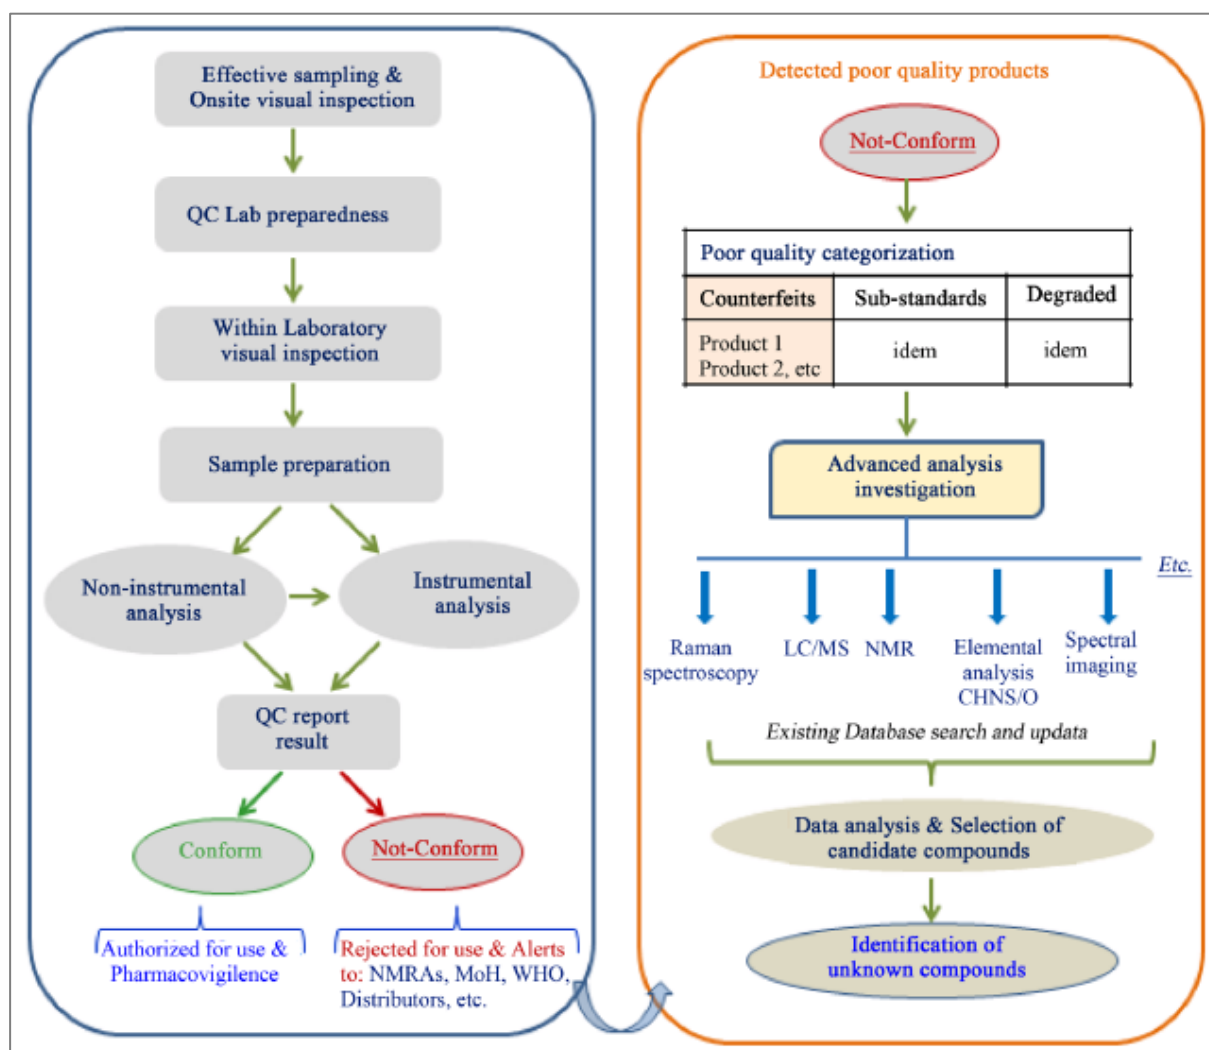 Effective sampling &
Onsite visual inspection
QC Lab preparedness
Within Laboratory
visual inspection
Sample preparation
Non-instrumental
analysis
Instrumental
analysis
QC report
result
Conform
Not-Conform
Authorized for use &
Pharmacovigilence
Rejected for use & Alerts
to: NMRAs, MoH, WHO,
Distributors, etc.
Detected poor quality products
Not-Conform
Poor quality categorization
Counterfeits
Sub-standards
Degraded
Product 1
Product 2, etc
idem
idem
Advanced analysis
investigation
Etc.
Raman
spectroscopy
LC/MS
NMR
Elemental
analysis
CHNS/O
Spectral
imaging
Existing Database search and updata
Data analysis & Selection of
candidate compounds
Identification of
unknown compounds